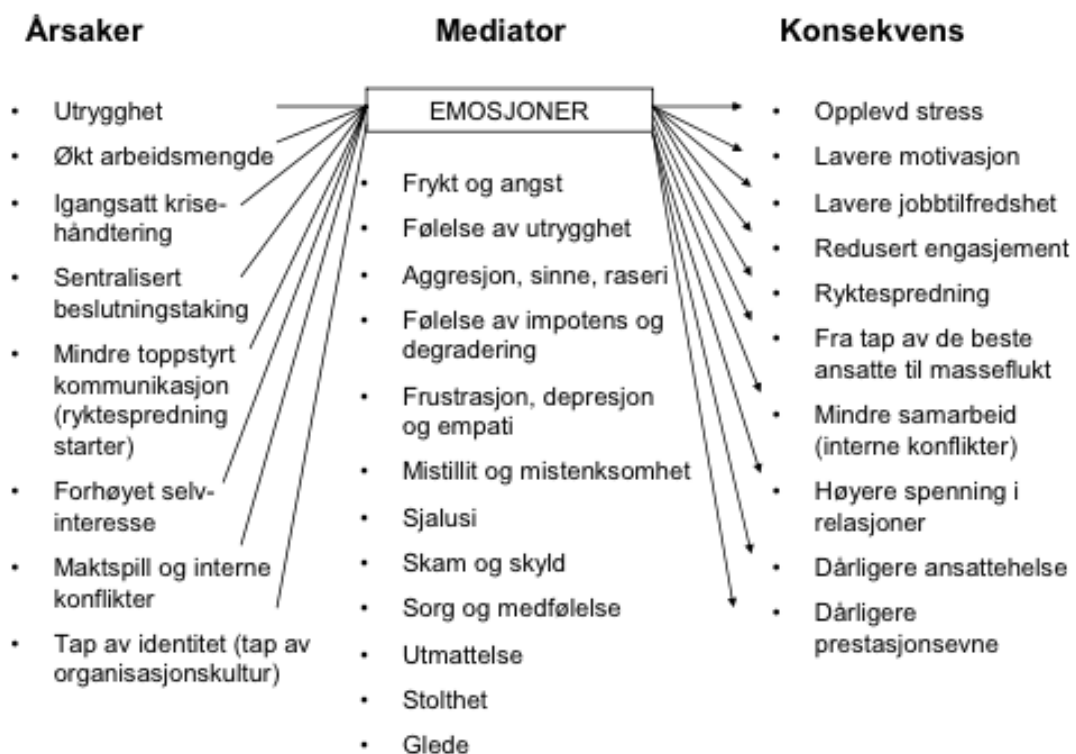 Årsaker
Mediator
Konsekvens
• Utrygghet
• Økt arbeidsmengde
• Igangsatt krise-
håndtering
• Sentralisert
beslutningstaking
• Mindre toppstyrt
kommunikasjon
(ryktespredning
starter)
• Forhøyet selv-
interesse
• Maktspill og interne
konflikter
• Tap av identitet (tap av
organisasjonskultur)
EMOSJONER
• Frykt og angst
• Følelse av utrygghet
• Aggresjon, sinne, raseri
• Følelse av impotens og
degradering
• Frustrasjon, depresjon
og empati
• Mistillit og mistenksomhet
• Sjalusi
• Skam og skyld
• Sorg og medfølelse
• Utmattelse
• Stolthet
• Glede
• Opplevd stress
• Lavere motivasjon
• Lavere jobbtilfredshet
• Redusert engasjement
• Ryktespredning
• Fra tap av de beste
ansatte til masseflukt
• Mindre samarbeid
(interne konflikter)
• Høyere spenning i
relasjoner
• Dårligere ansattehelse
• Dårligere
prestasjonsevne